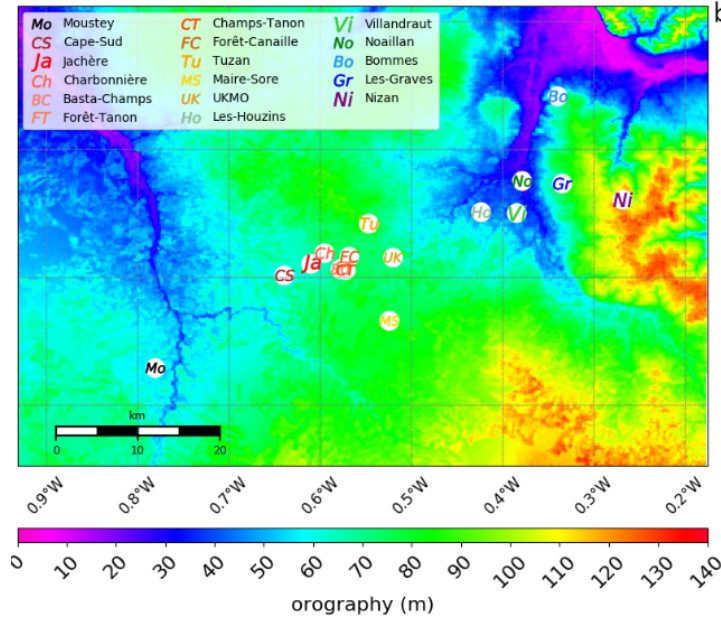 b
Mo Moustey
CS Cape-Sud
Ja Jachère
Ch Charbonnière
BC Basta-Champs
FT Forêt-Tanon
CT Champs-Tanon
FC Forêt-Canaille
Tu Tuzan
MS Maire-Sore
UK UKMO
Ho Les-Houzins
Vi Villandraut
No Noaillan
Bo Bommes
Gr Les-Graves
Ni Nizan
Bo
No
Gr
Ni
Ho
Vi
Tu
Ch
FC
UK
Ja
CS
CT
MS
Mo
km
0 10 20
0.9°W 0.8°W 0.7°W 0.6°W 0.5°W 0.4°W 0.3°W 0.2°W
0 10 20 30 40 50 60 70 80 90 100 110 120 130 140
orography (m)